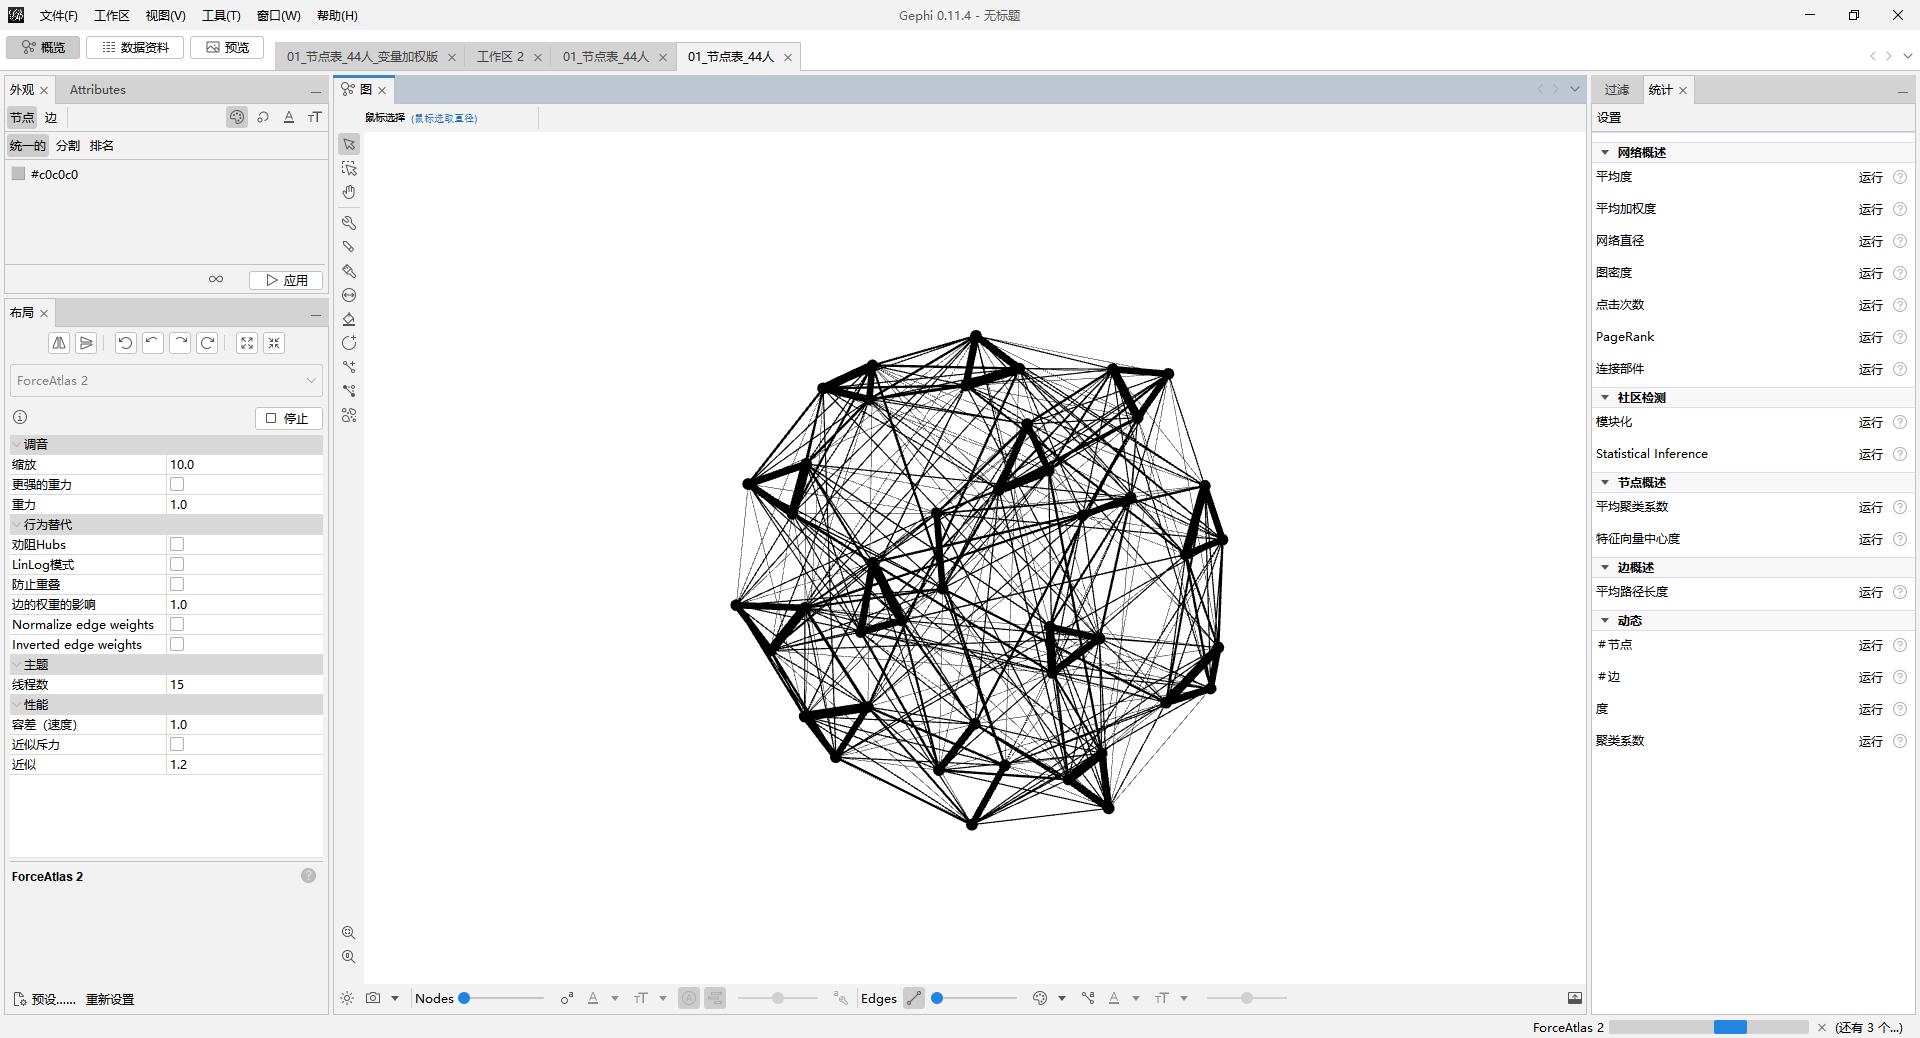 文件(F) 工作区 视图(V) 工具(T) 窗口(W) 帮助(H) Gephi 0.11.4 - 无标题
概览 数据资料 预览 01_节点表_44人_变量加权版 工作区 2 01_节点表_44人 01_节点表_44人
外观 Attributes 图 过滤 统计
节点 边 鼠标选择 (鼠标选取直径) 设置
统一的 分割 排名
#c0c0c0
应用
布局
ForceAtlas 2
停止
调音
缩放 10.0
更强的重力
重力 1.0
行为替代
劝阻Hubs
LinLog模式
防止重叠
边的权重的影响 1.0
Normalize edge weights
Inverted edge weights
主题
线程数 15
性能
容差（速度） 1.0
近似斥力
近似 1.2
ForceAtlas 2
预设...... 重新设置
Nodes Edges
网络概述
平均度 运行
平均加权度 运行
网络直径 运行
图密度 运行
点击次数 运行
PageRank 运行
连接部件 运行
社区检测
模块化 运行
Statistical Inference 运行
节点概述
平均聚类系数 运行
特征向量中心度 运行
边概述
平均路径长度 运行
动态
#节点 运行
#边 运行
度 运行
聚类系数 运行
ForceAtlas 2 (还有 3 个...)